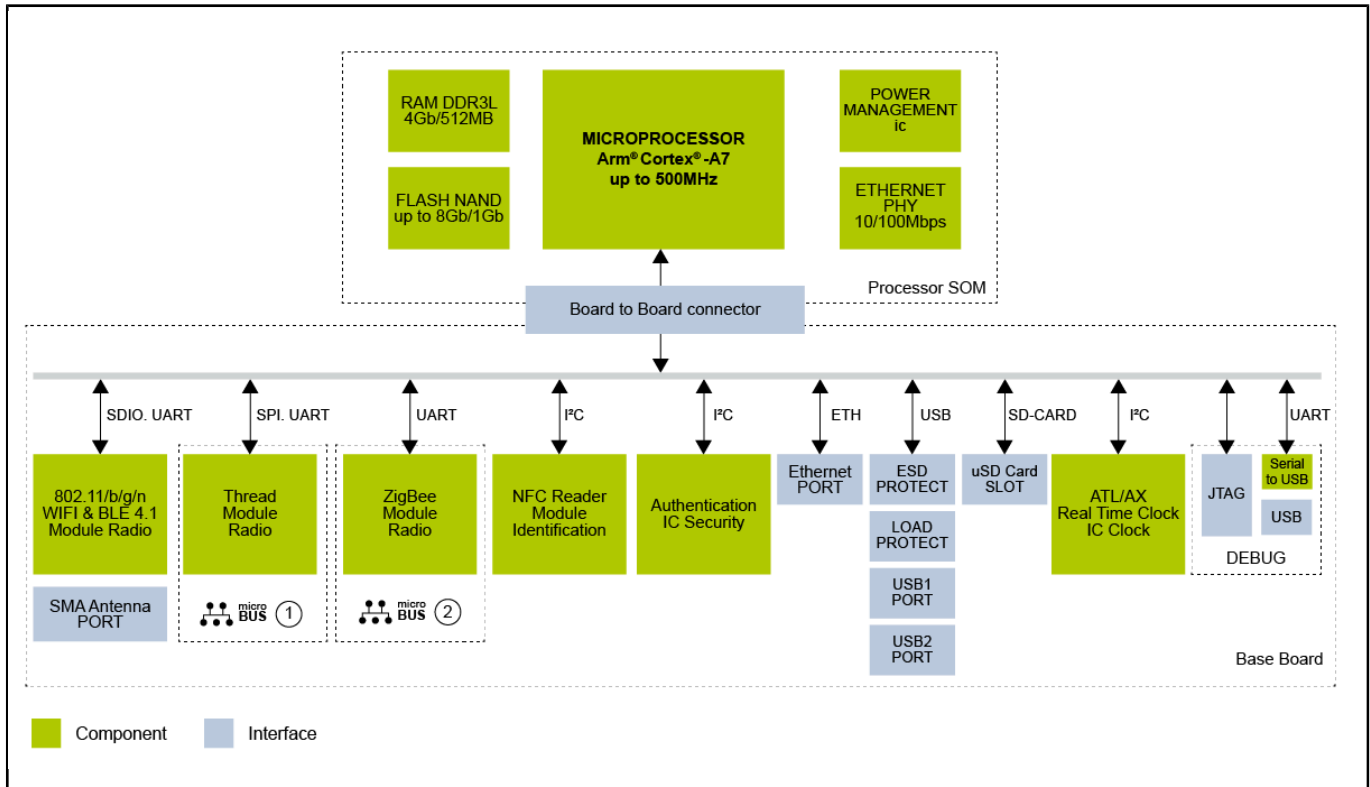 RAM DDR3L
4Gb/512MB
MICROPROCESSOR
Arm® Cortex® -A7
up to 500MHz
POWER
MANAGEMENT
ic
FLASH NAND
up to 8Gb/1Gb
ETHERNET
PHY
10/100Mbps
Processor SOM
Board to Board connector
SDIO. UART
SPI. UART
UART
I²C
I²C
ETH
USB
SD-CARD
I²C
UART
802.11/b/g/n
WIFI & BLE 4.1
Module Radio
Thread
Module
Radio
ZigBee
Module
Radio
NFC Reader
Module
Identification
Authentication
IC Security
Ethernet
PORT
ESD
PROTECT
uSD Card
SLOT
ATL/AX
Real Time Clock
IC Clock
JTAG
Serial
to USB
USB
DEBUG
LOAD
PROTECT
USB1
PORT
USB2
PORT
SMA Antenna
PORT
micro
BUS
1
micro
BUS
2
Base Board
Component
Interface